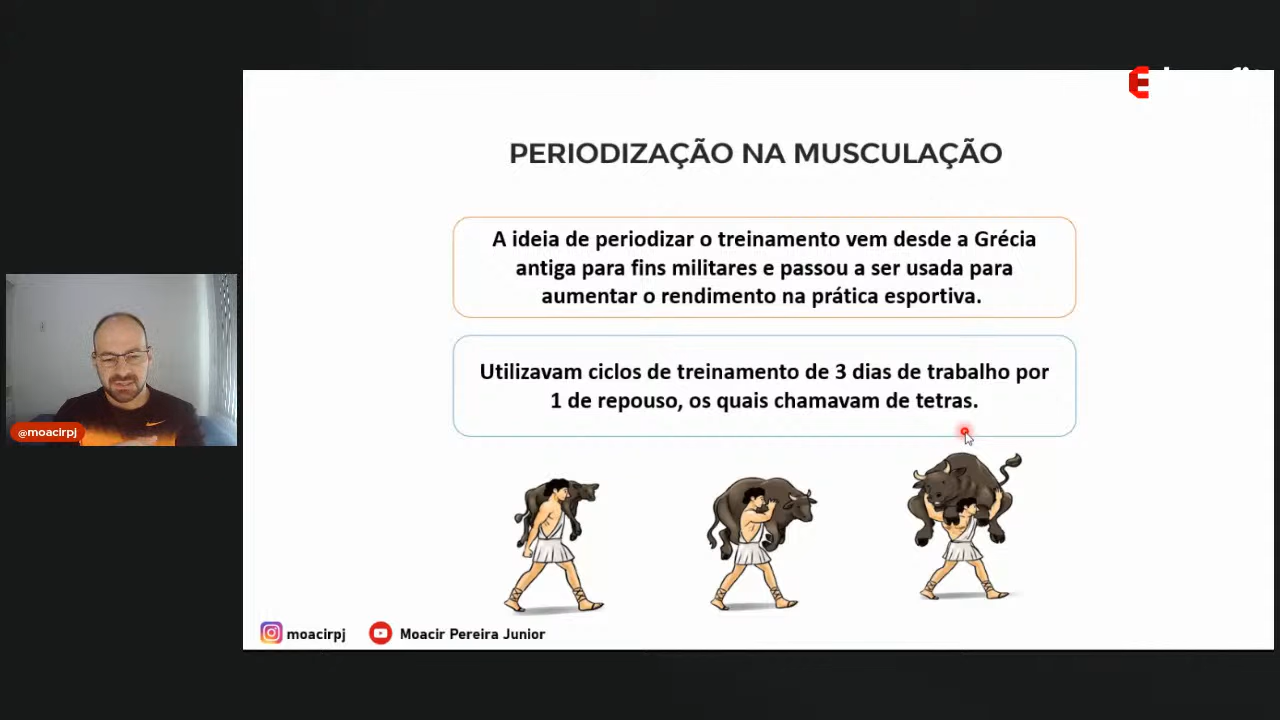 PERIODIZAÇÃO NA MUSCULAÇÃO
A ideia de periodizar o treinamento vem desde a Grécia
antiga para fins militares e passou a ser usada para
aumentar o rendimento na prática esportiva.
Utilizavam ciclos de treinamento de 3 dias de trabalho por
1 de repouso, os quais chamavam de tetras.
@moacirpj
moacirpj
Moacir Pereira Junior